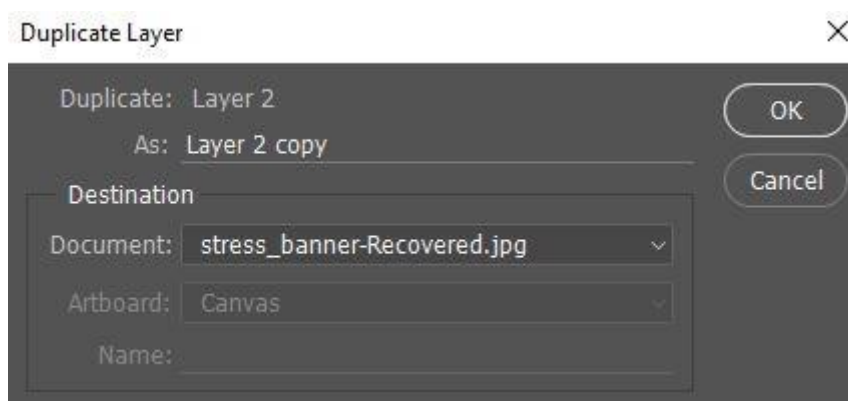 Duplicate Layer
Duplicate: Layer 2
OK
As: Layer 2 copy
Cancel
Destination
Document: stress_banner-Recovered.jpg
Artboard: Canvas
Name: